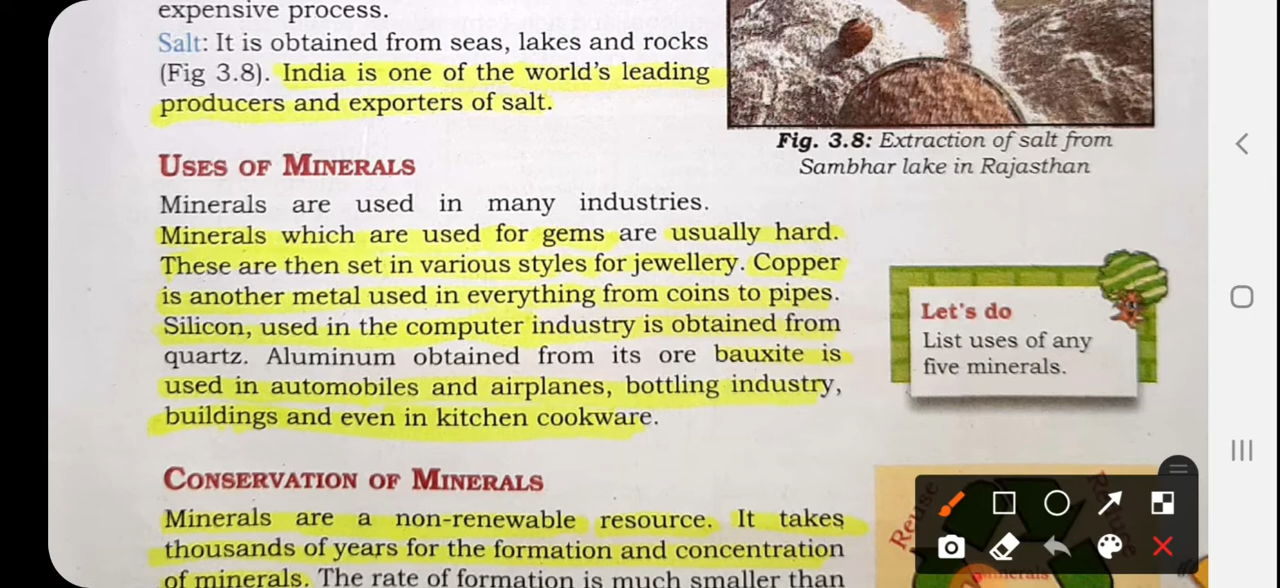 expensive process.
Salt: It is obtained from seas, lakes and rocks
(Fig 3.8). India is one of the world's leading
producers and exporters of salt.
Fig. 3.8: Extraction of salt from
Sambhar lake in Rajasthan
USES OF MINERALS
Minerals are used in many industries.
Minerals which are used for gems are usually hard.
These are then set in various styles for jewellery. Copper
is another metal used in everything from coins to pipes.
Silicon, used in the computer industry is obtained from
quartz. Aluminum obtained from its ore bauxite is
used in automobiles and airplanes, bottling industry,
buildings and even in kitchen cookware.
Let's do
List uses of any
five minerals.
CONSERVATION OF MINERALS
Minerals are a non-renewable resource. It takes
thousands of years for the formation and concentration
of minerals. The rate of formation is much smaller than
Reuse
Reduce
minerals